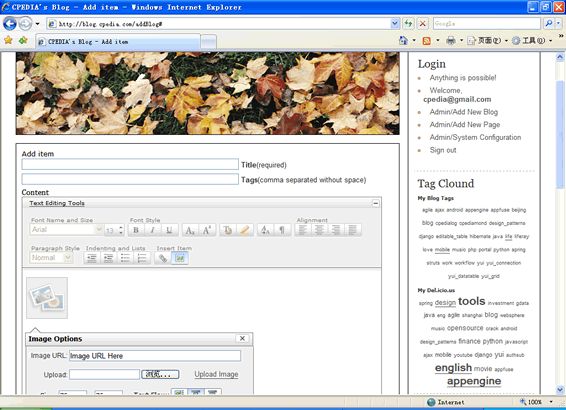 CPEDIA's Blog - Add item - Windows Internet Explorer
http://blog.cpedia.com/addBlog#
Google
CPEDIA's Blog - Add item
页面(P)
工具(O)
Add item
Title(required)
Tags(comma separated without space)
Content
Text Editing Tools
Font Name and Size
Font Style
Alignment
Arial
13
B I U
Paragraph Style
Indenting and Lists
Insert Item
Normal
Image Options
Image URL:
Image URL Here
Upload:
浏览...
Upload Image
Login
Anything is possible!
Welcome,
cpedia@gmail.com
Admin/Add New Blog
Admin/Add New Page
Admin/System Configuration
Sign out
Tag Clound
My Blog Tags
agile ajax android appengine appfuse beijing
blog cpedialog cpediamond design_patterns
django editable_table hibernate java life liferay
love mobile music php portal python spring
struts work workflow yui yui_connection
yui_datatable yui_grid
My Del.icio.us
spring design tools investment gdata
java eng agile shanghai blog websphere
music opensource crack android
design_patterns finance python javascript
ajax mobile youtube django yui authsub
english movie appfuse
appengine
Internet
100%